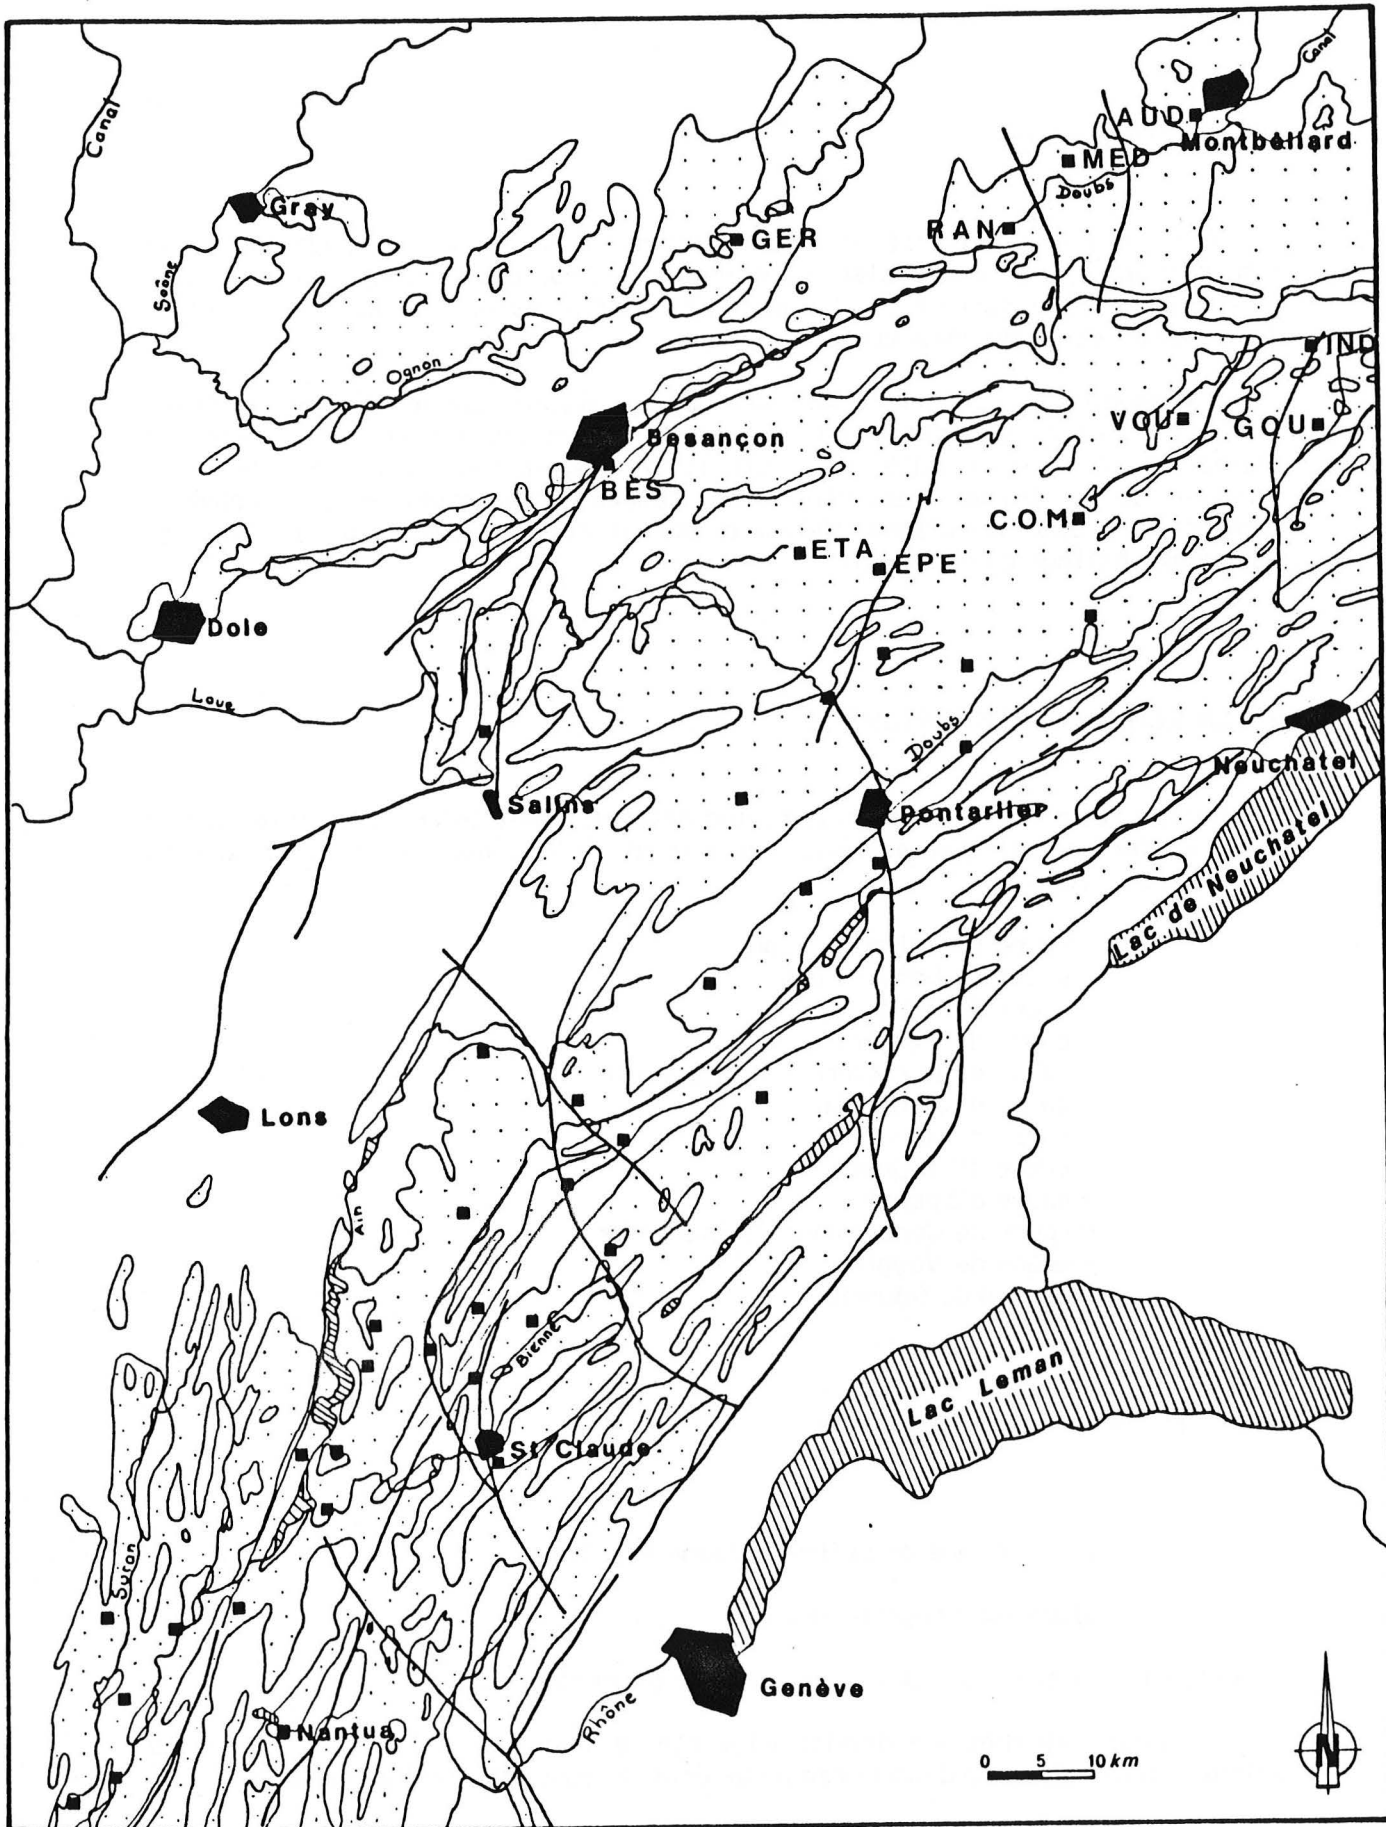 Canal
Canal
AUD
Montbéliard
MED
Doubs
Gray
GER
RAN
Saône
IND
Ognon
VOU
GOU
Besançon
BES
COM
ETA
EPE
Dole
Loue
Doubs
Neuchatel
Salins
Pontarlier
Lac de Neuchatel
Lons
Ain
Bienne
Lac Leman
St Claude
Suran
Genève
Rhône
Nantua
0 5 10 km
N